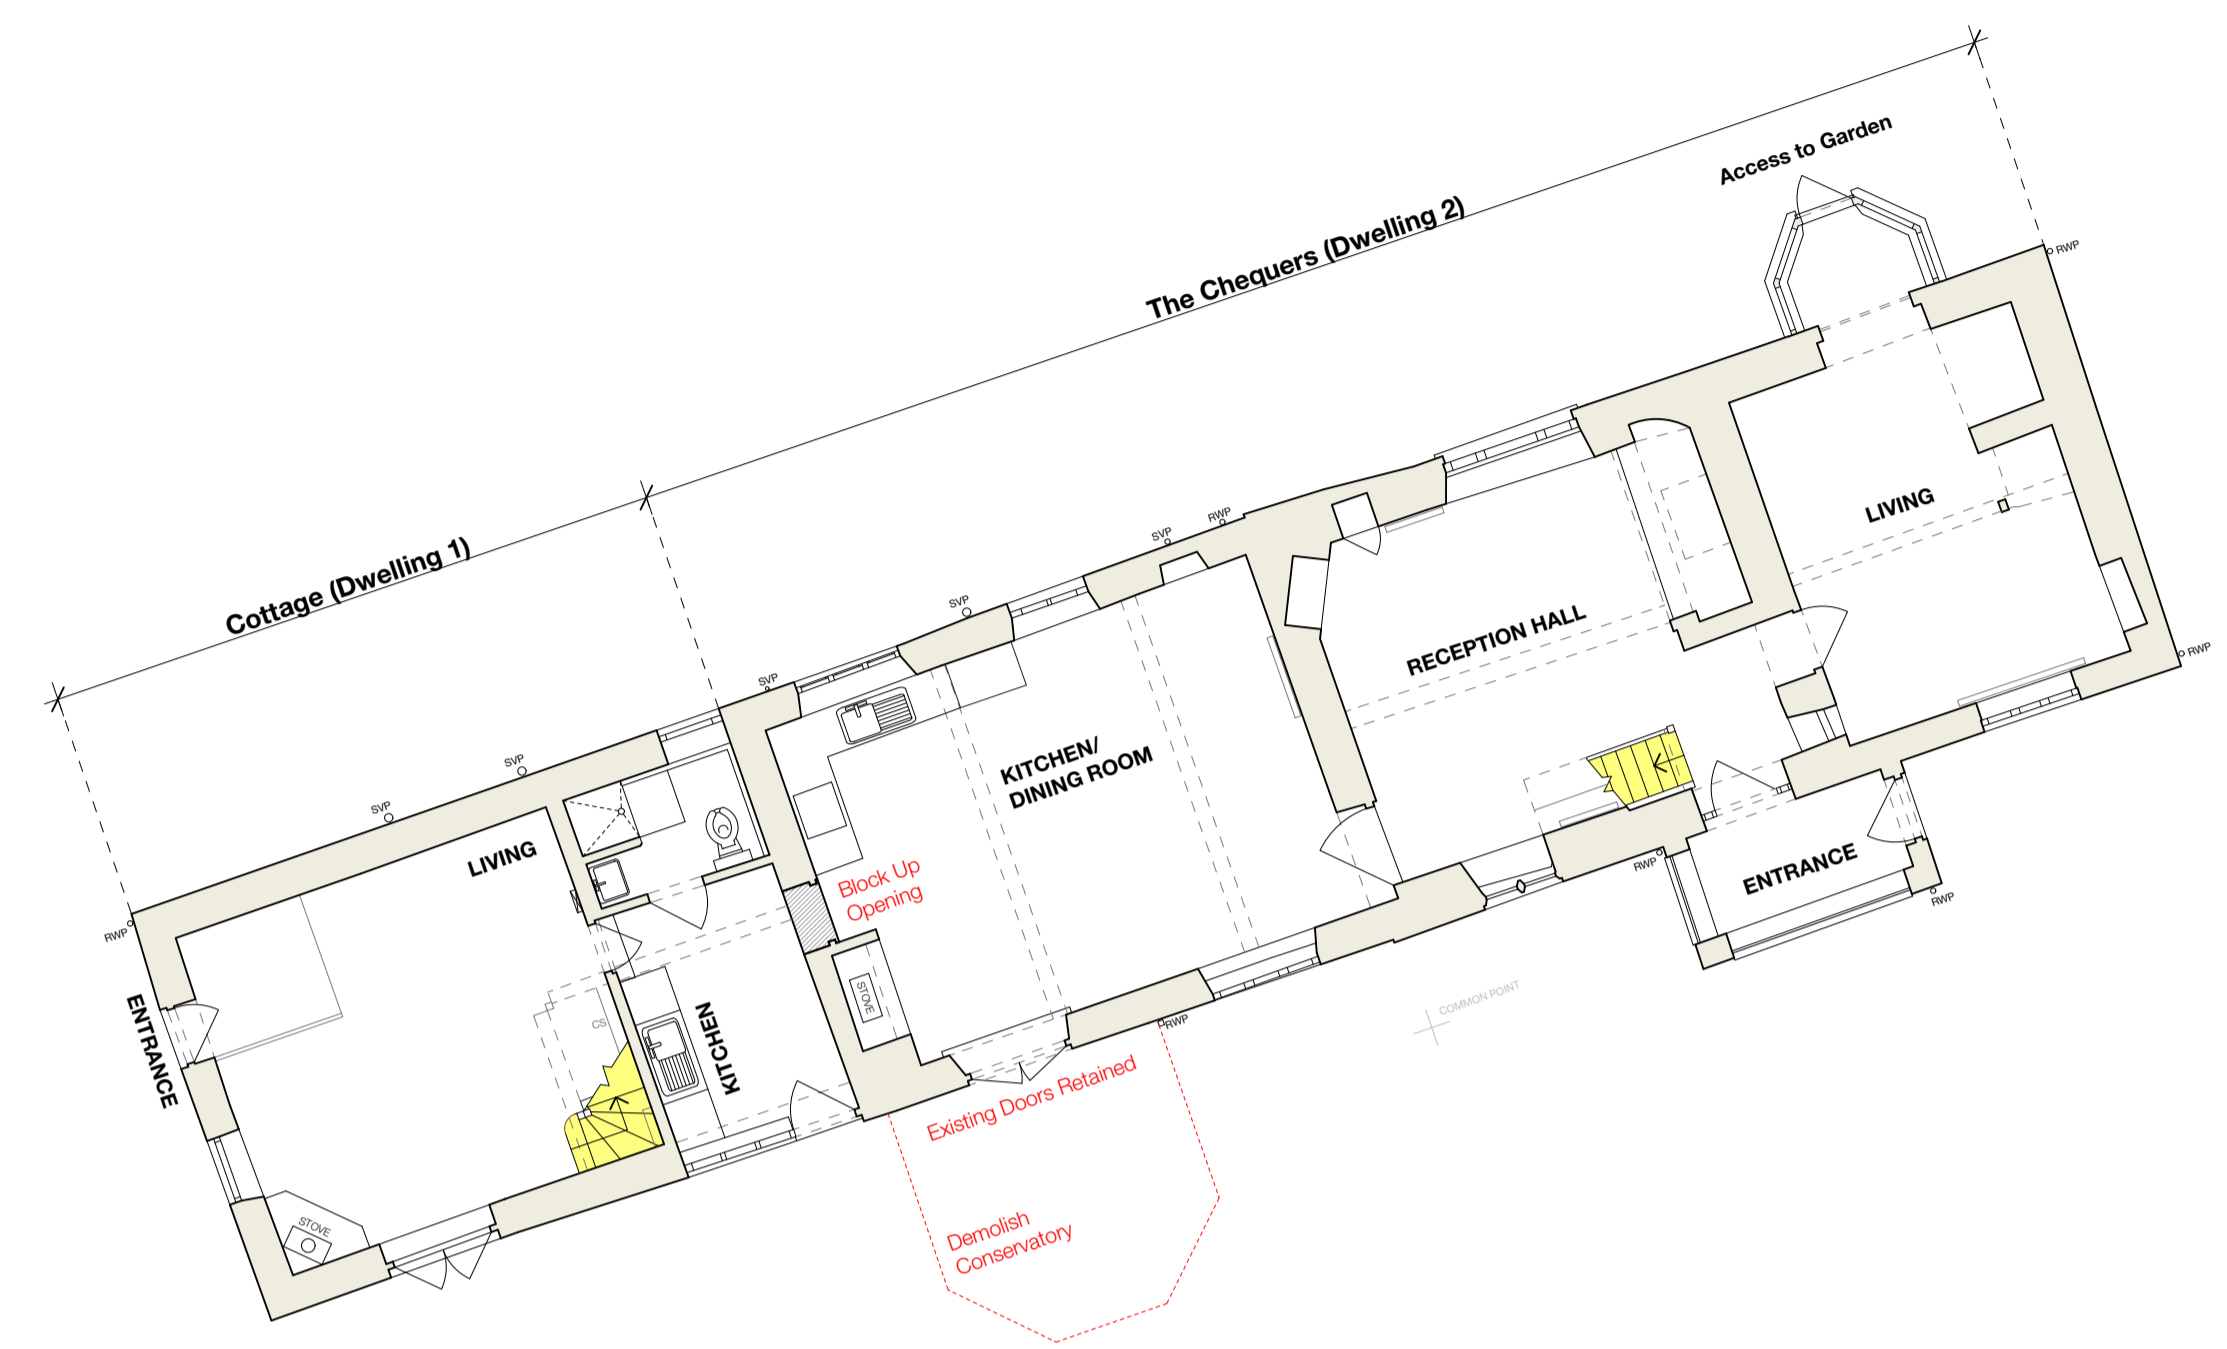 Access to Garden
The Chequers (Dwelling 2)
Cottage (Dwelling 1)
RWP
RWP
RWP
SVP
SVP
SVP
SVP
SVP
RWP
LIVING
RECEPTION HALL
KITCHEN/
DINING ROOM
LIVING
Block Up
Opening
ENTRANCE
RWP
RWP
ENTRANCE
STOVE
CS
KITCHEN
COMMON POINT
RWP
Existing Doors Retained
Demolish
Conservatory
STOVE